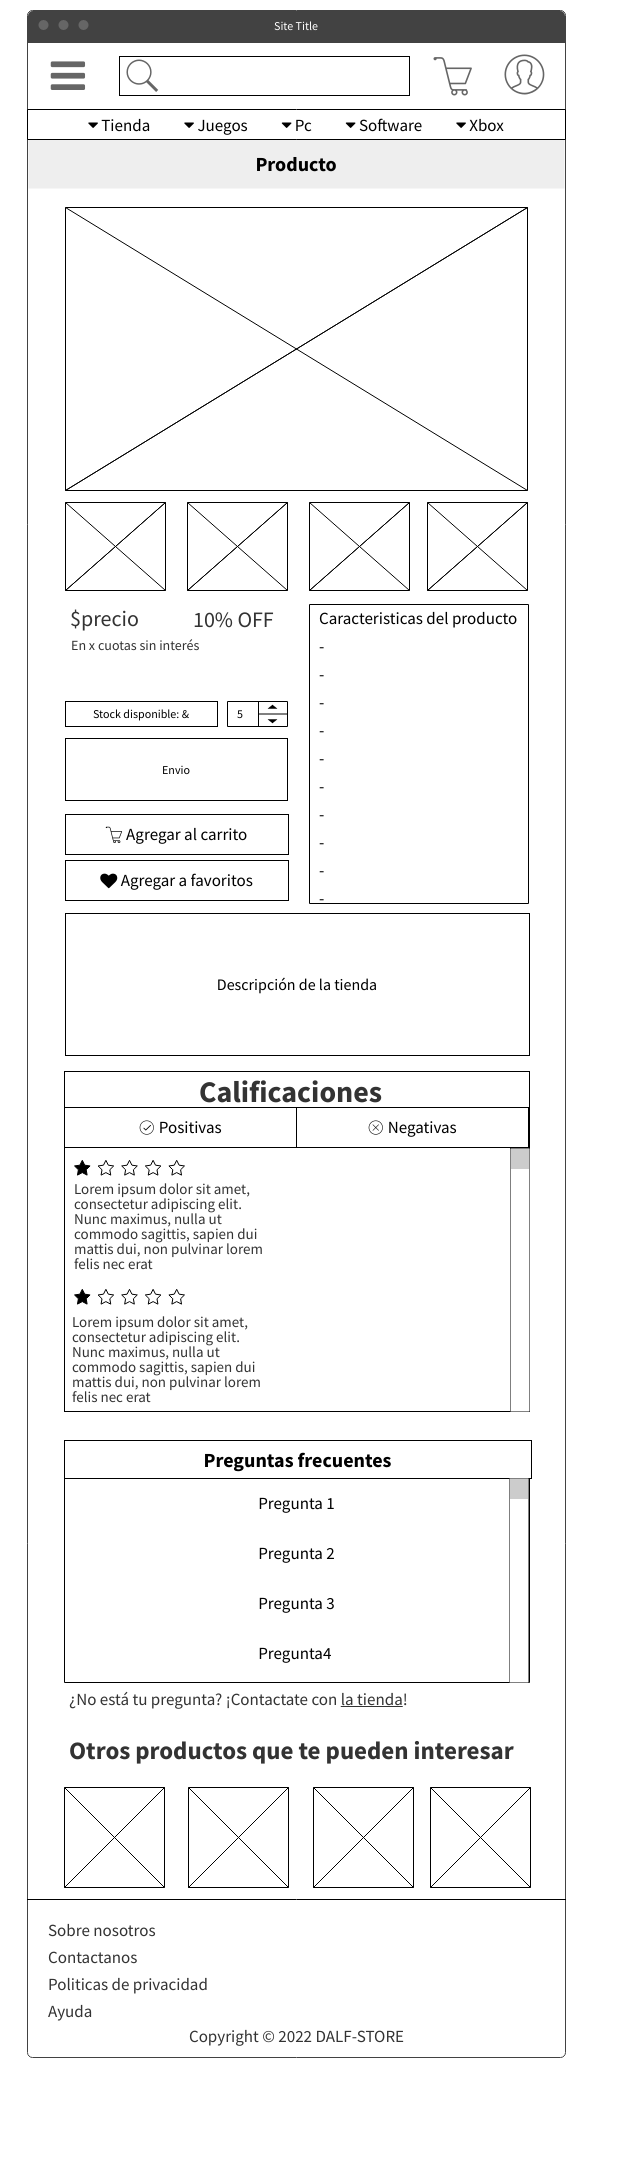 Site Title
Tienda Juegos Pc Software Xbox
Producto
$precio 10% OFF
En x cuotas sin interés
Caracteristicas del producto
-
-
-
-
-
-
-
-
-
-
Stock disponible: & 5
Envio
Agregar al carrito
Agregar a favoritos
Descripción de la tienda
Calificaciones
Positivas Negativas
Lorem ipsum dolor sit amet,
consectetur adipiscing elit.
Nunc maximus, nulla ut
commodo sagittis, sapien dui
mattis dui, non pulvinar lorem
felis nec erat
Lorem ipsum dolor sit amet,
consectetur adipiscing elit.
Nunc maximus, nulla ut
commodo sagittis, sapien dui
mattis dui, non pulvinar lorem
felis nec erat
Preguntas frecuentes
Pregunta 1
Pregunta 2
Pregunta 3
Pregunta4
¿No está tu pregunta? ¡Contactate con la tienda!
Otros productos que te pueden interesar
Sobre nosotros
Contactanos
Politicas de privacidad
Ayuda
Copyright © 2022 DALF-STORE